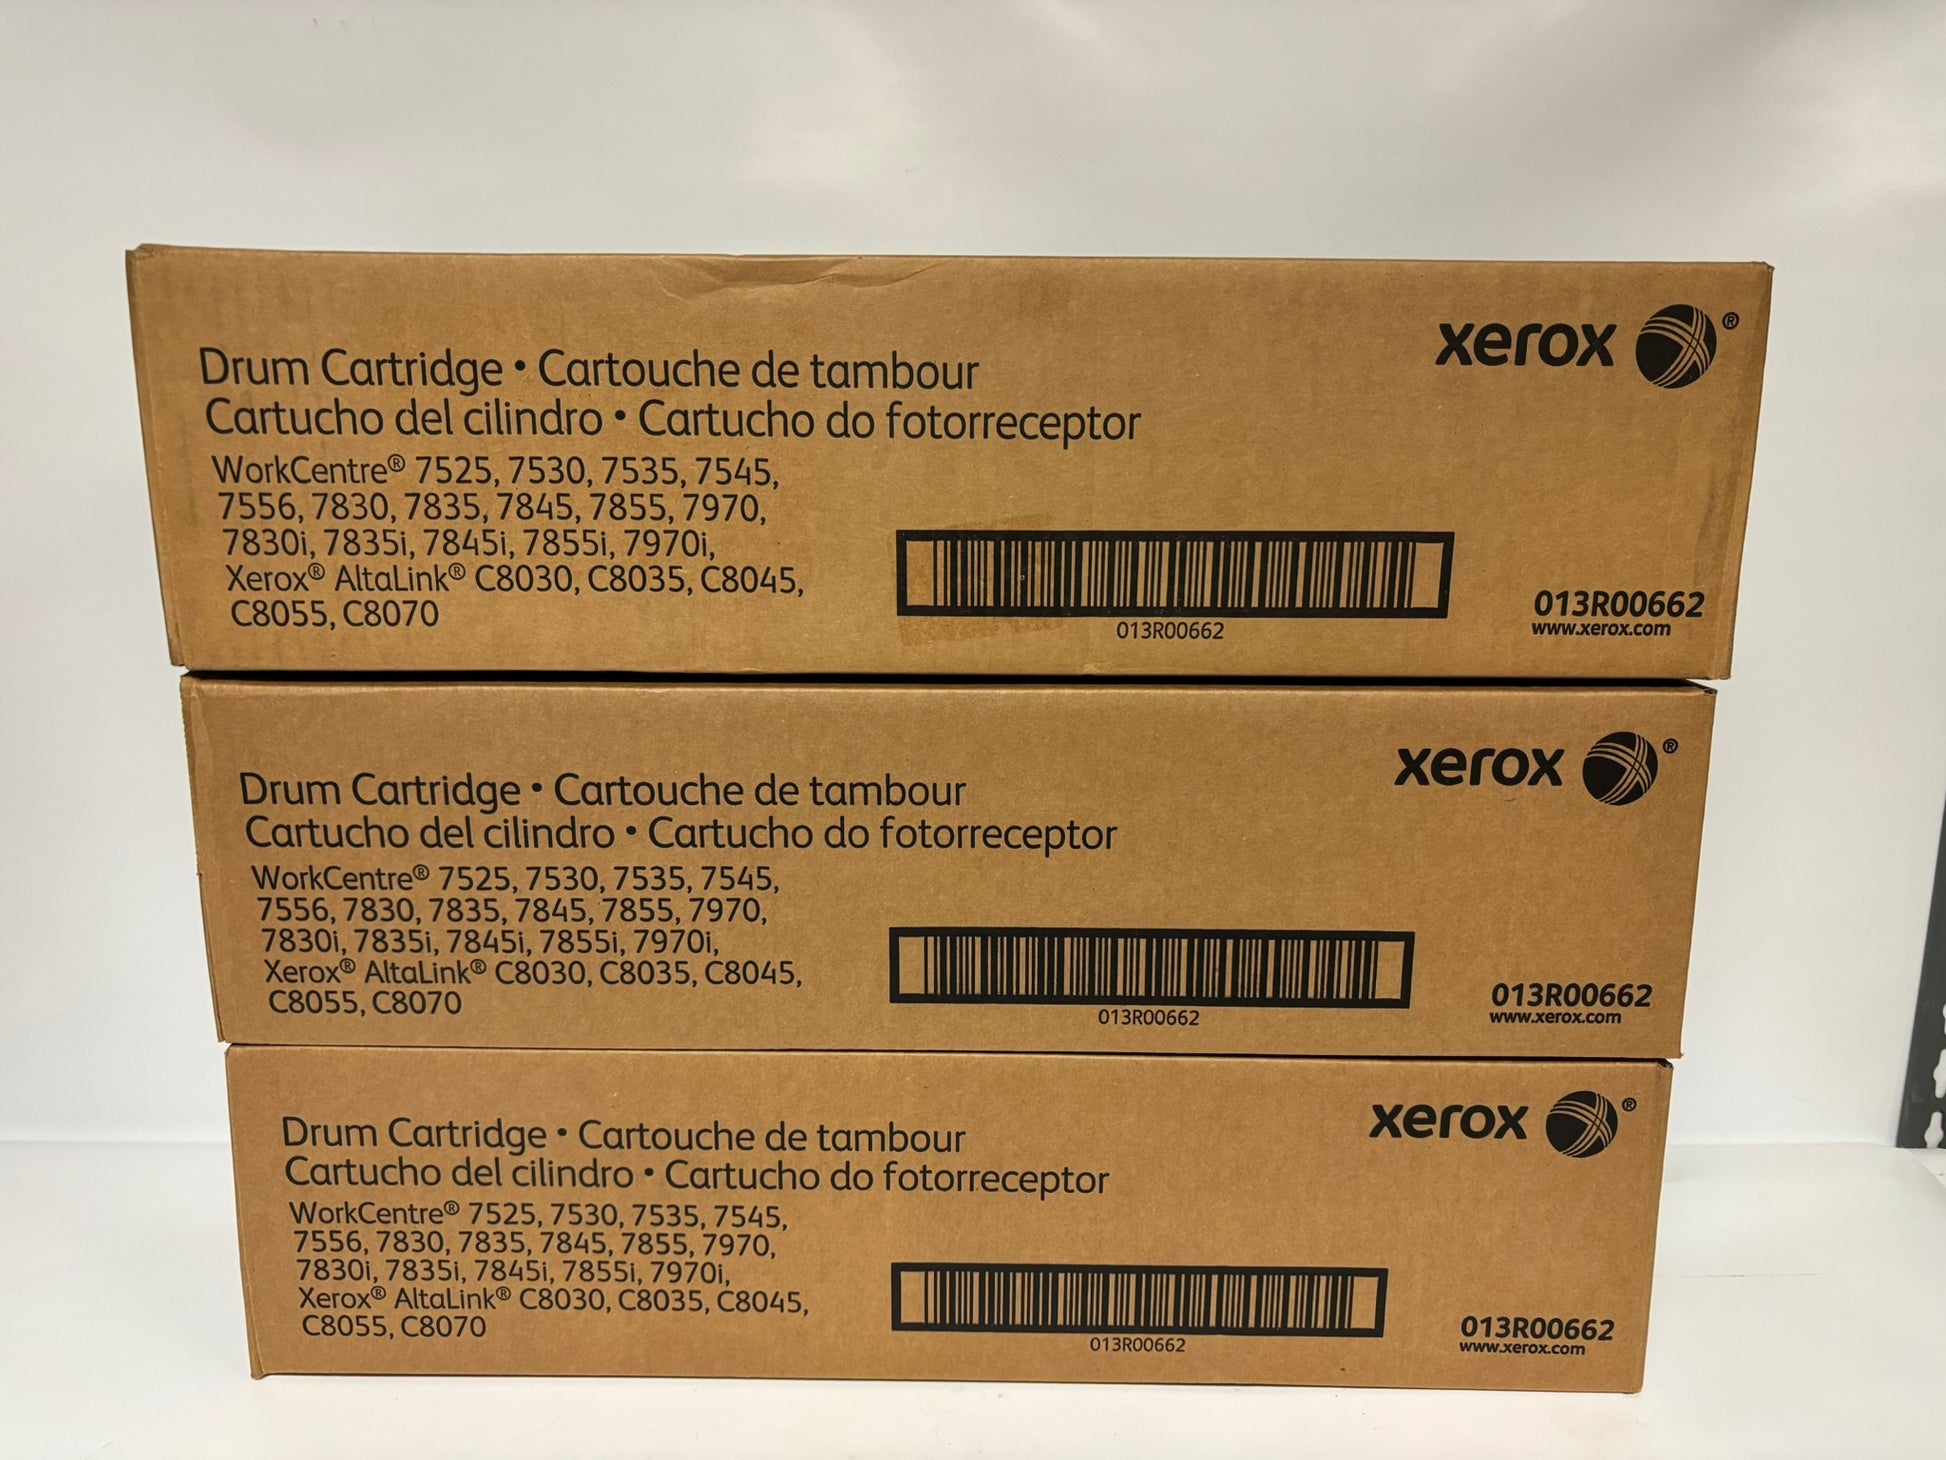 Drum Cartridge • Cartouche de tambour
Cartucho del cilindro • Cartucho do fotorreceptor
WorkCentre® 7525, 7530, 7535, 7545,
7556, 7830, 7835, 7845, 7855, 7970,
7830i, 7835i, 7845i, 7855i, 7970i,
Xerox® AltaLink® C8030, C8035, C8045,
C8055, C8070
013R00662
xerox ®
013R00662
www.xerox.com
Drum Cartridge • Cartouche de tambour
Cartucho del cilindro • Cartucho do fotorreceptor
WorkCentre® 7525, 7530, 7535, 7545,
7556, 7830, 7835, 7845, 7855, 7970,
7830i, 7835i, 7845i, 7855i, 7970i,
Xerox® AltaLink® C8030, C8035, C8045,
C8055, C8070
013R00662
xerox ®
013R00662
www.xerox.com
Drum Cartridge • Cartouche de tambour
Cartucho del cilindro • Cartucho do fotorreceptor
WorkCentre® 7525, 7530, 7535, 7545,
7556, 7830, 7835, 7845, 7855, 7970,
7830i, 7835i, 7845i, 7855i, 7970i,
Xerox® AltaLink® C8030, C8035, C8045,
C8055, C8070
013R00662
xerox ®
013R00662
www.xerox.com